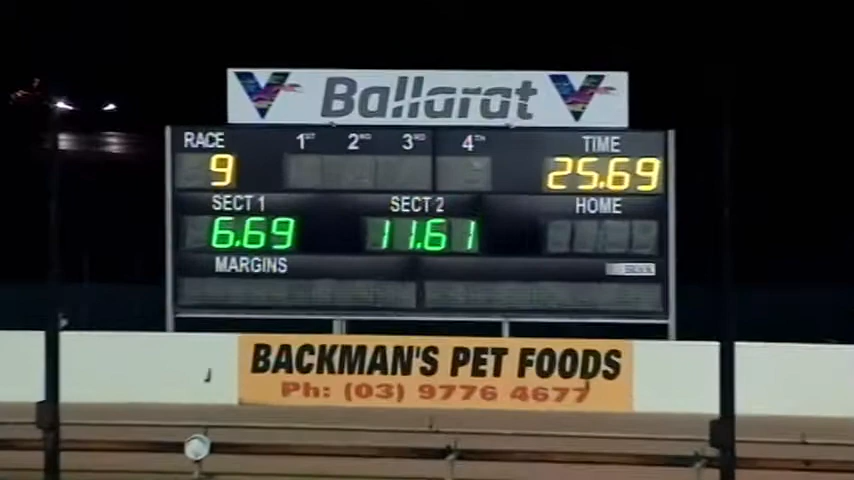 Ballarat
RACE 1ST 2ND 3RD 4TH TIME
9 25.69
SECT 1 SECT 2 HOME
6.69 11.61
MARGINS
BACKMAN'S PET FOODS
Ph: (03) 9776 4677